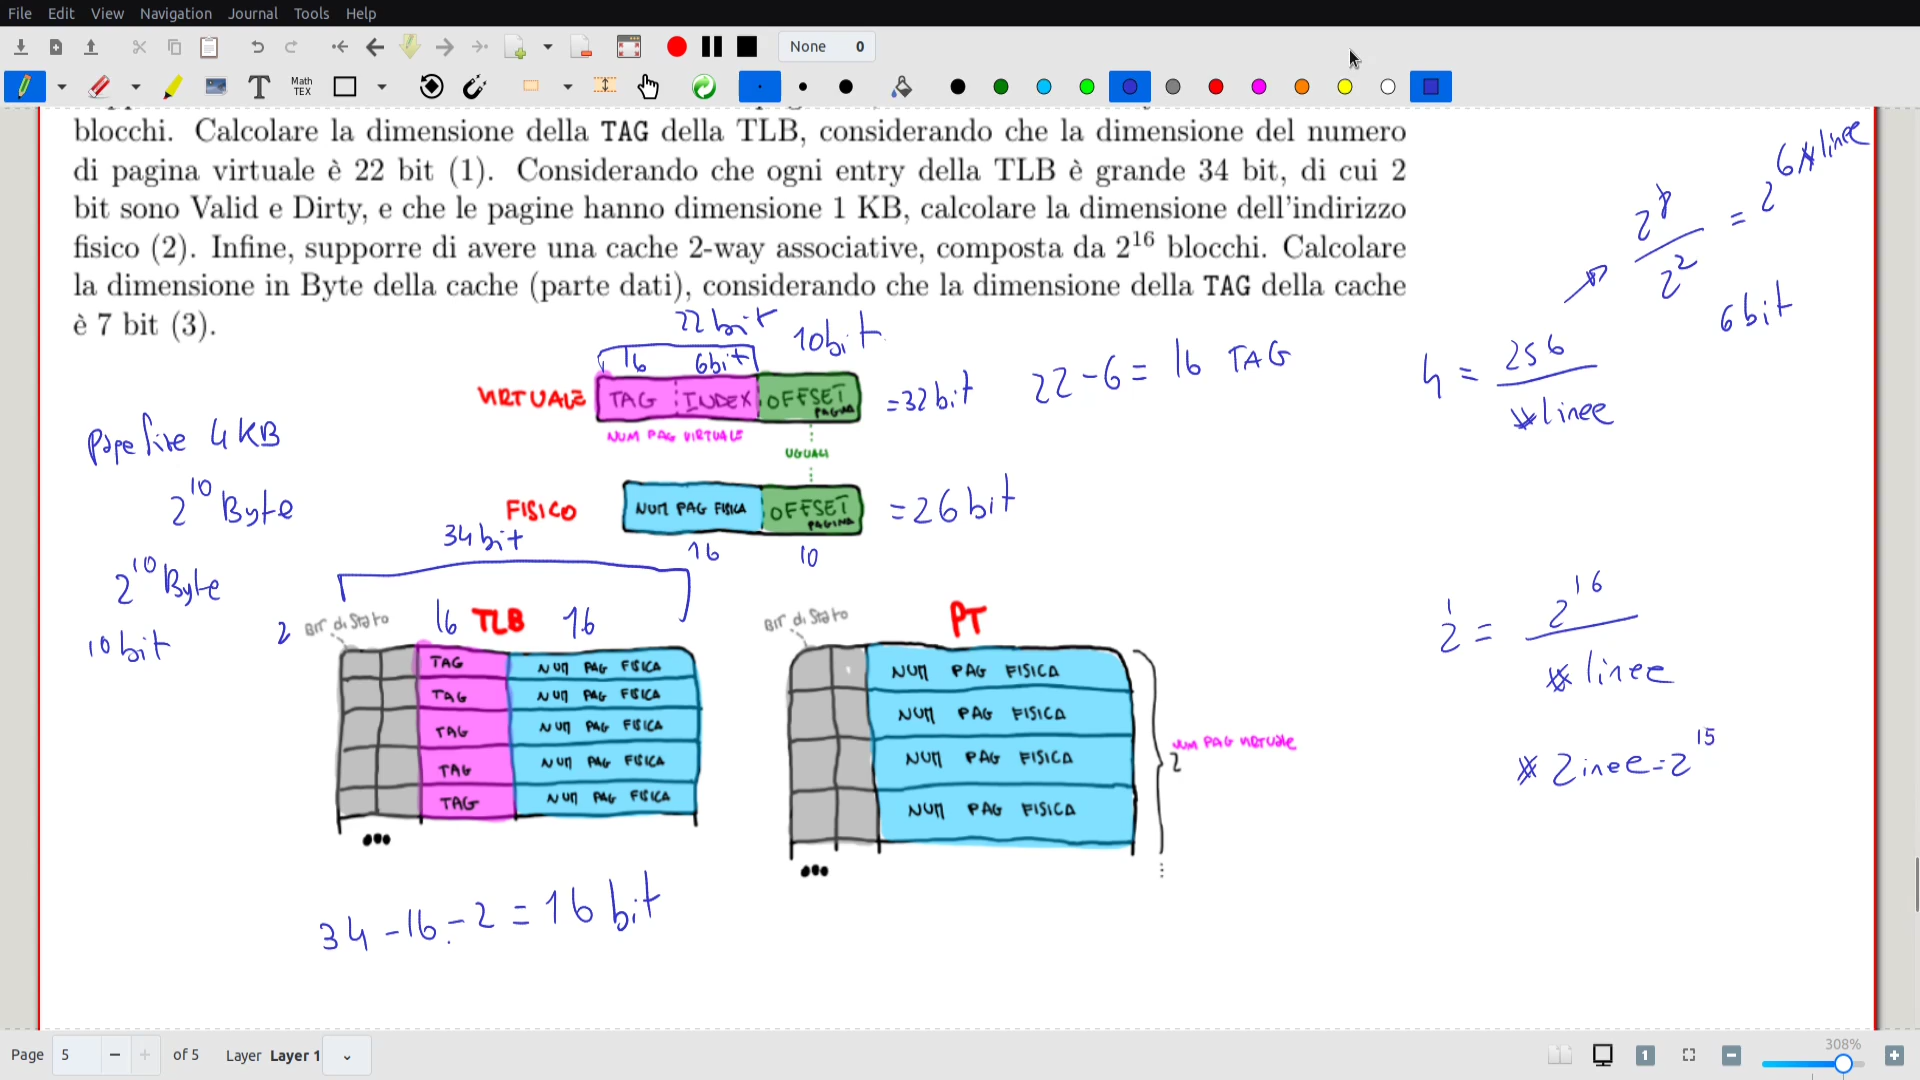 File Edit View Navigation Journal Tools Help
None 0
Math TEX
blocchi. Calcolare la dimensione della TAG della TLB, considerando che la dimensione del numero
di pagina virtuale è 22 bit (1). Considerando che ogni entry della TLB è grande 34 bit, di cui 2
bit sono Valid e Dirty, e che le pagine hanno dimensione 1 KB, calcolare la dimensione dell'indirizzo
fisico (2). Infine, supporre di avere una cache 2-way associative, composta da 2^16 blocchi. Calcolare
la dimensione in Byte della cache (parte dati), considerando che la dimensione della TAG della cache
è 7 bit (3).
22 bit 10 bit
16 6bit
VIRTUALE TAG INDEX OFFSET PAGINA = 32 bit
NUM PAG VIRTUALE
UGUALI
FISICO NUM PAG FISICA OFFSET PAGINA = 26 bit
16 10
22 - 6 = 16 TAG
4 = 256 / # linee
= 2
6 bit
4 KB
2^10 Byte
2^10 Byte
10 bit
34 bit
2 BIT di Stato 16 TLB 16
TAG NUM PAG FISICA
TAG NUM PAG FISICA
TAG NUM PAG FISICA
TAG NUM PAG FISICA
TAG NUM PAG FISICA
34 - 16 - 2 = 16 bit
BIT di Stato PT
NUM PAG FISICA
NUM PAG FISICA
NUM PAG FISICA
NUM PAG FISICA
2^NUM PAG VIRTUALE
2^1 = 2^16 / # linee
# linee = 2^15
Page 5 of 5 Layer Layer 1
1
308%